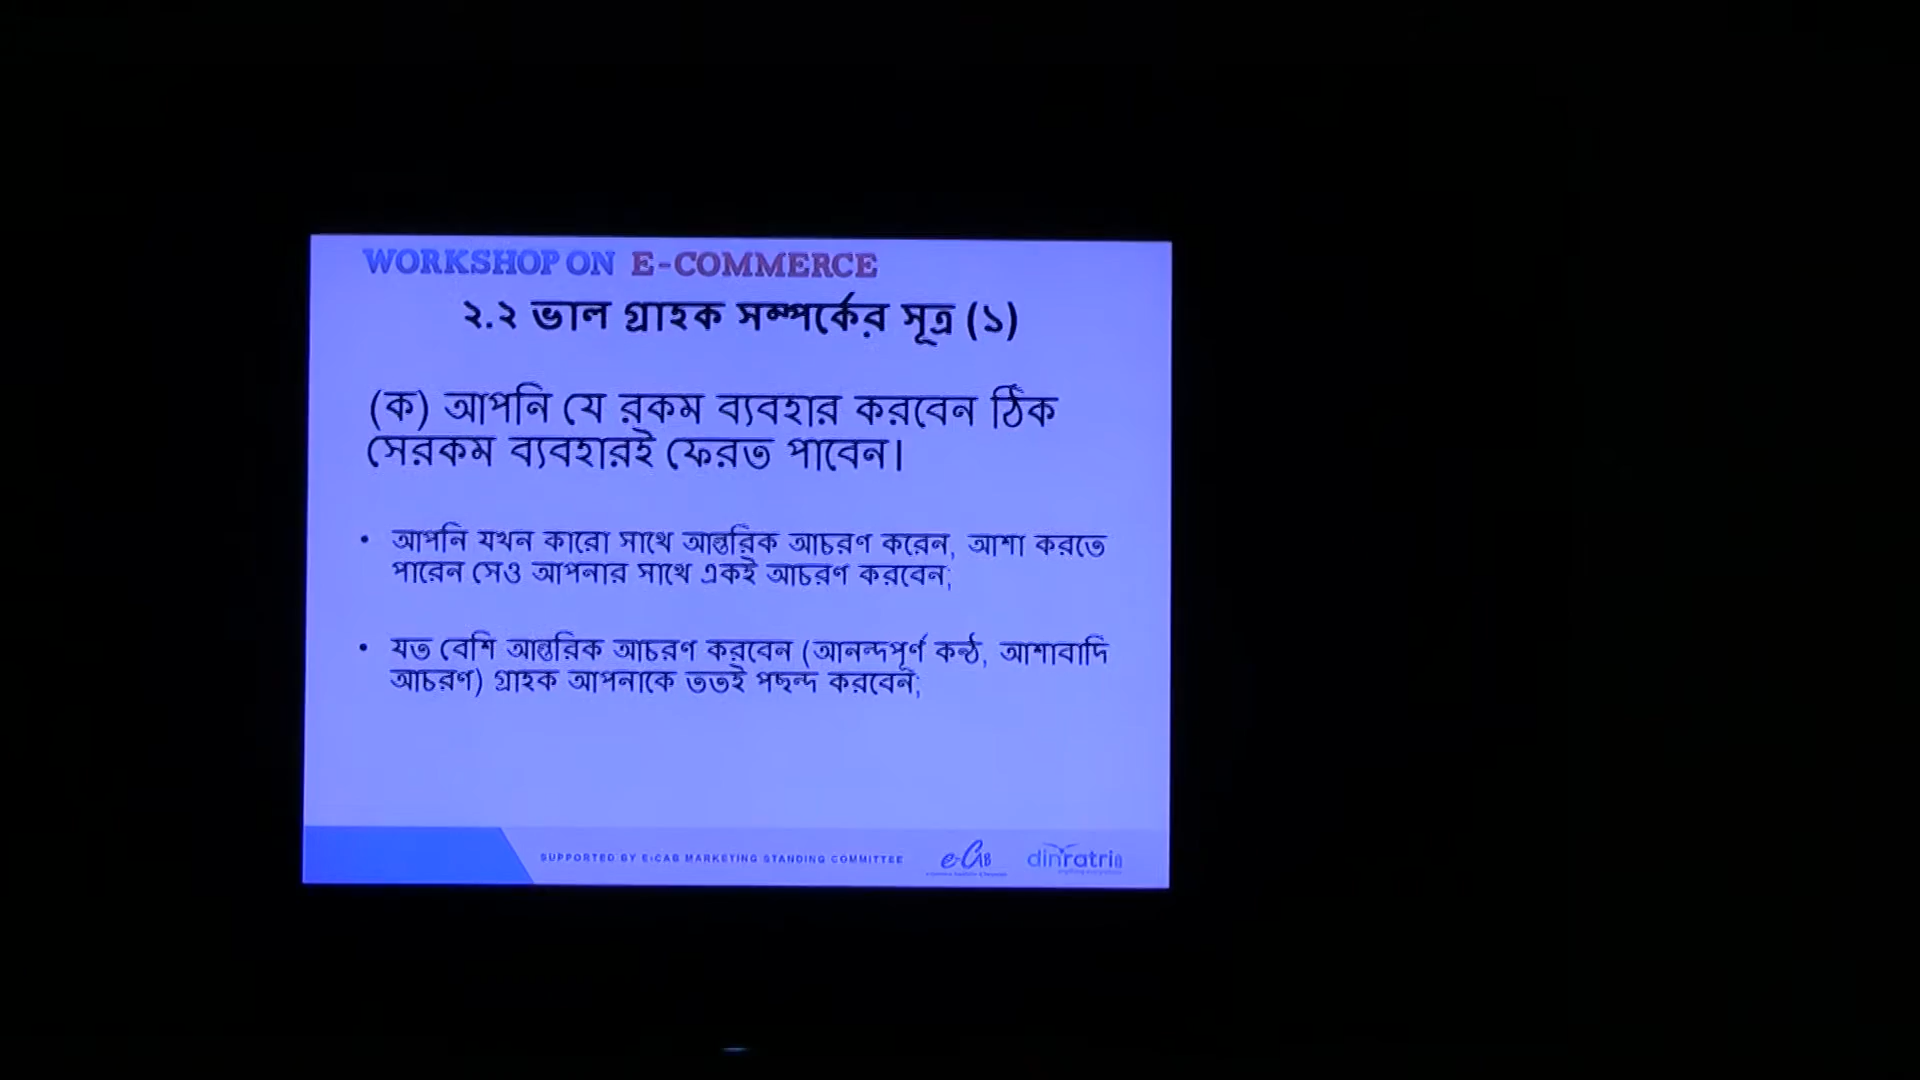 WORKSHOP ON E-COMMERCE
২.২ ভাল গ্রাহক সম্পর্কের সূত্র (১)
(ক) আপনি যে রকম ব্যবহার করবেন ঠিক
সেরকম ব্যবহারই ফেরত পাবেন।
• আপনি যখন কারো সাথে আন্তরিক আচরণ করেন, আশা করতে
পারেন সেও আপনার সাথে একই আচরণ করবেন;
• যত বেশি আন্তরিক আচরণ করবেন (আনন্দপূর্ণ কন্ঠ, আশাবাদি
আচরণ) গ্রাহক আপনাকে ততই পছন্দ করবেন;
SUPPORTED BY E-CAB MARKETING STANDING COMMITTEE
e-CAB
dinratri